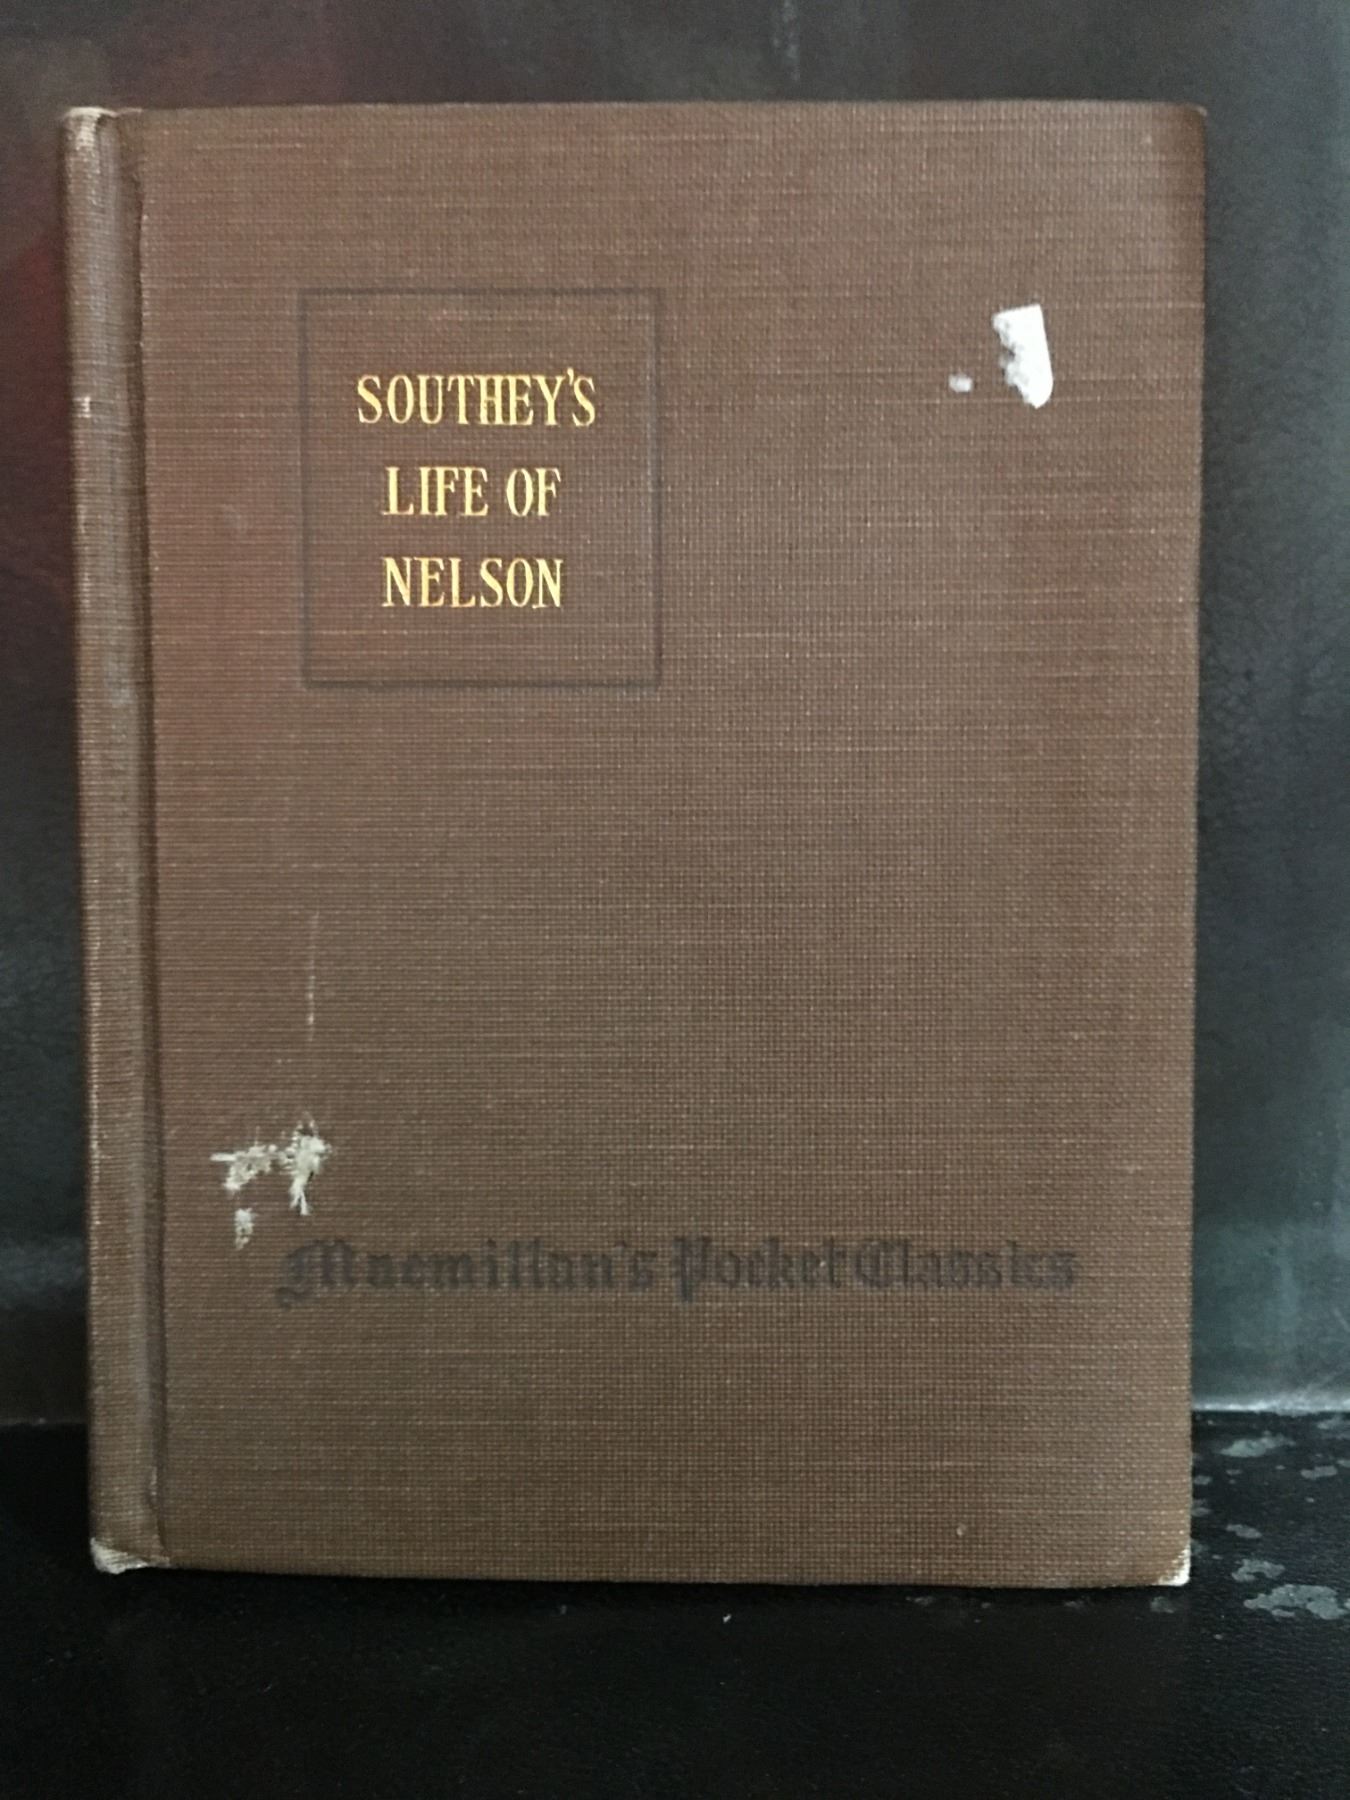 SOUTHEY'S
LIFE OF
NELSON
Macmillan's Pocket Classics